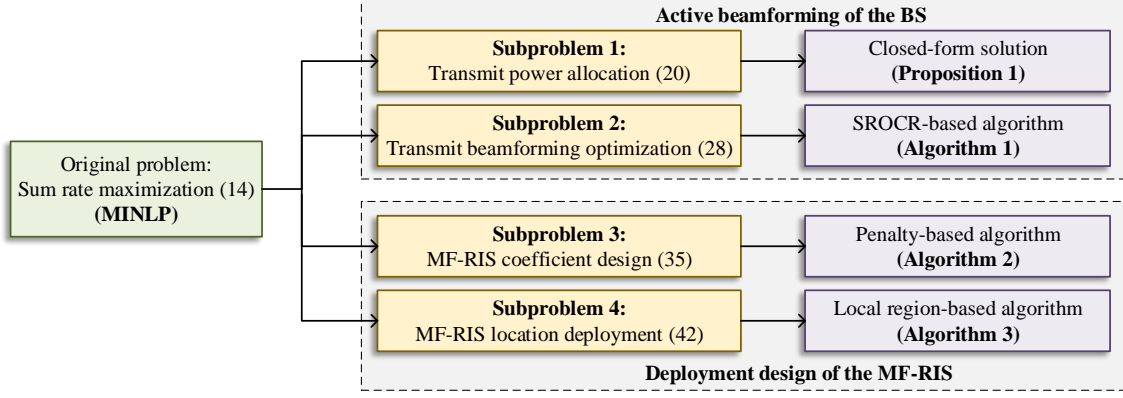 Active beamforming of the BS
Subproblem 1:
Transmit power allocation (20)
Closed-form solution
(Proposition 1)
Subproblem 2:
Transmit beamforming optimization (28)
SROCR-based algorithm
(Algorithm 1)
Original problem:
Sum rate maximization (14)
(MINLP)
Subproblem 3:
MF-RIS coefficient design (35)
Penalty-based algorithm
(Algorithm 2)
Subproblem 4:
MF-RIS location deployment (42)
Local region-based algorithm
(Algorithm 3)
Deployment design of the MF-RIS